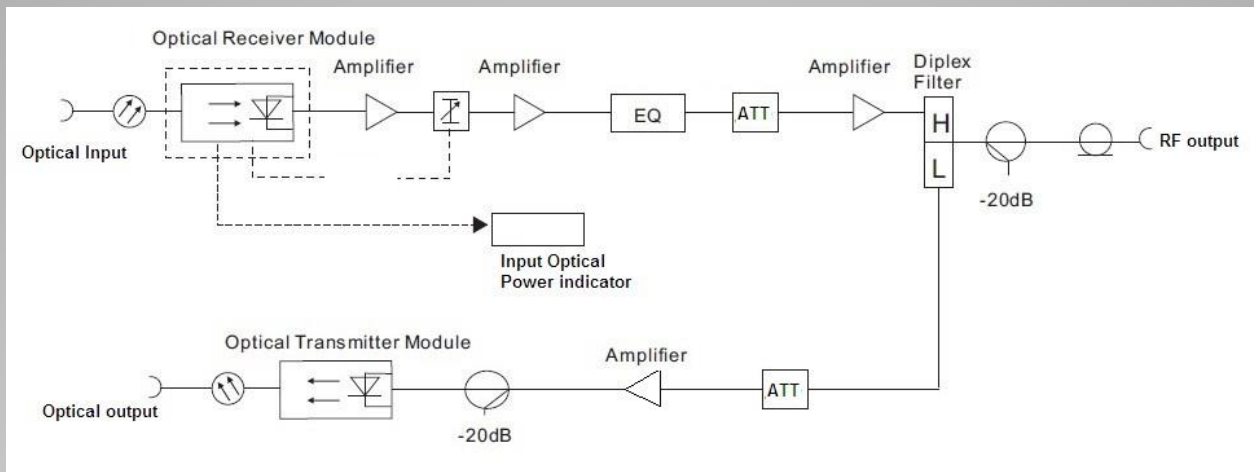 Optical Receiver Module
Amplifier
Amplifier
Amplifier
Diplex
Filter
Optical Input
EQ
ATT
H
L
RF output
-20dB
Input Optical
Power indicator
Optical Transmitter Module
Amplifier
Optical output
ATT
-20dB